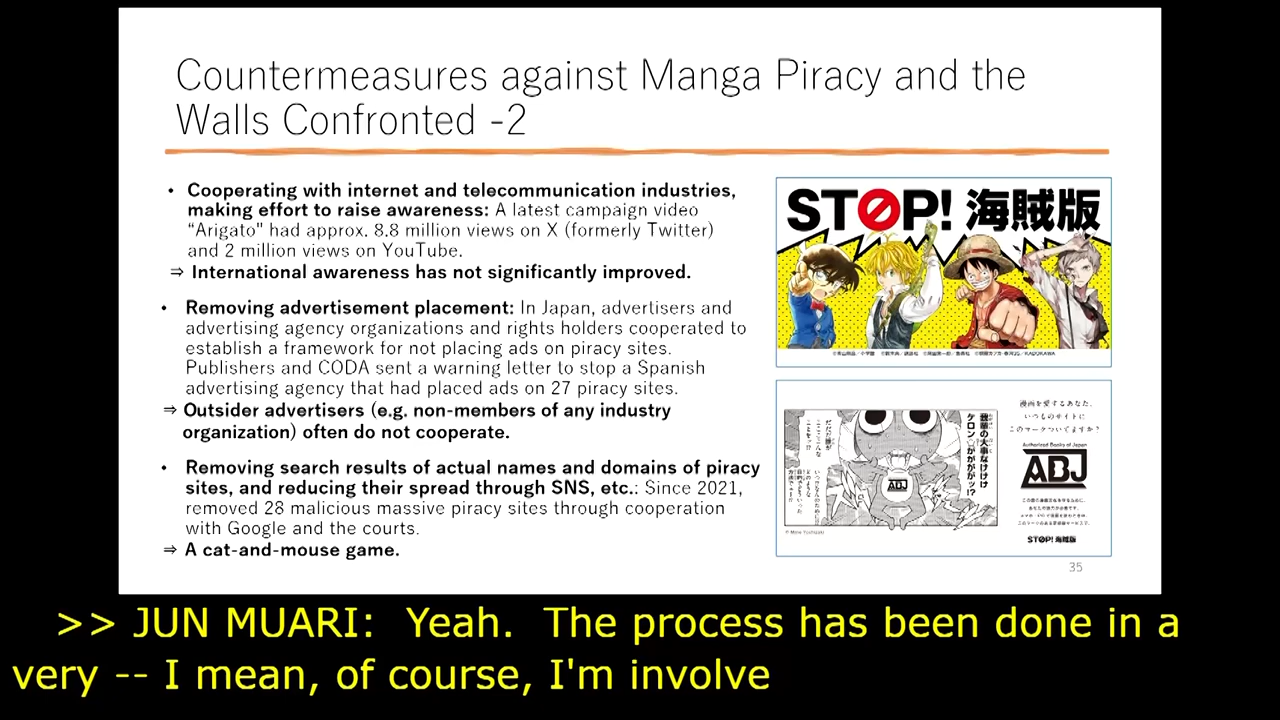 Countermeasures against Manga Piracy and the
Walls Confronted -2
• Cooperating with internet and telecommunication industries,
making effort to raise awareness: A latest campaign video
“Arigato" had approx. 8.8 million views on X (formerly Twitter)
and 2 million views on YouTube.
⇒ International awareness has not significantly improved.
• Removing advertisement placement: In Japan, advertisers and
advertising agency organizations and rights holders cooperated to
establish a framework for not placing ads on piracy sites.
Publishers and CODA sent a warning letter to stop a Spanish
advertising agency that had placed ads on 27 piracy sites.
⇒ Outsider advertisers (e.g. non-members of any industry
organization) often do not cooperate.
• Removing search results of actual names and domains of piracy
sites, and reducing their spread through SNS, etc.: Since 2021,
removed 28 malicious massive piracy sites through cooperation
with Google and the courts.
⇒ A cat-and-mouse game.
STOP! 海賊版
漫画を愛するあなた、
いつものサイトに
このマークついてますか?
Authorized Books of Japan
ABJ
ABJ
STOP! 海賊版
35
>> JUN MUARI: Yeah. The process has been done in a
very -- I mean, of course, I'm involve